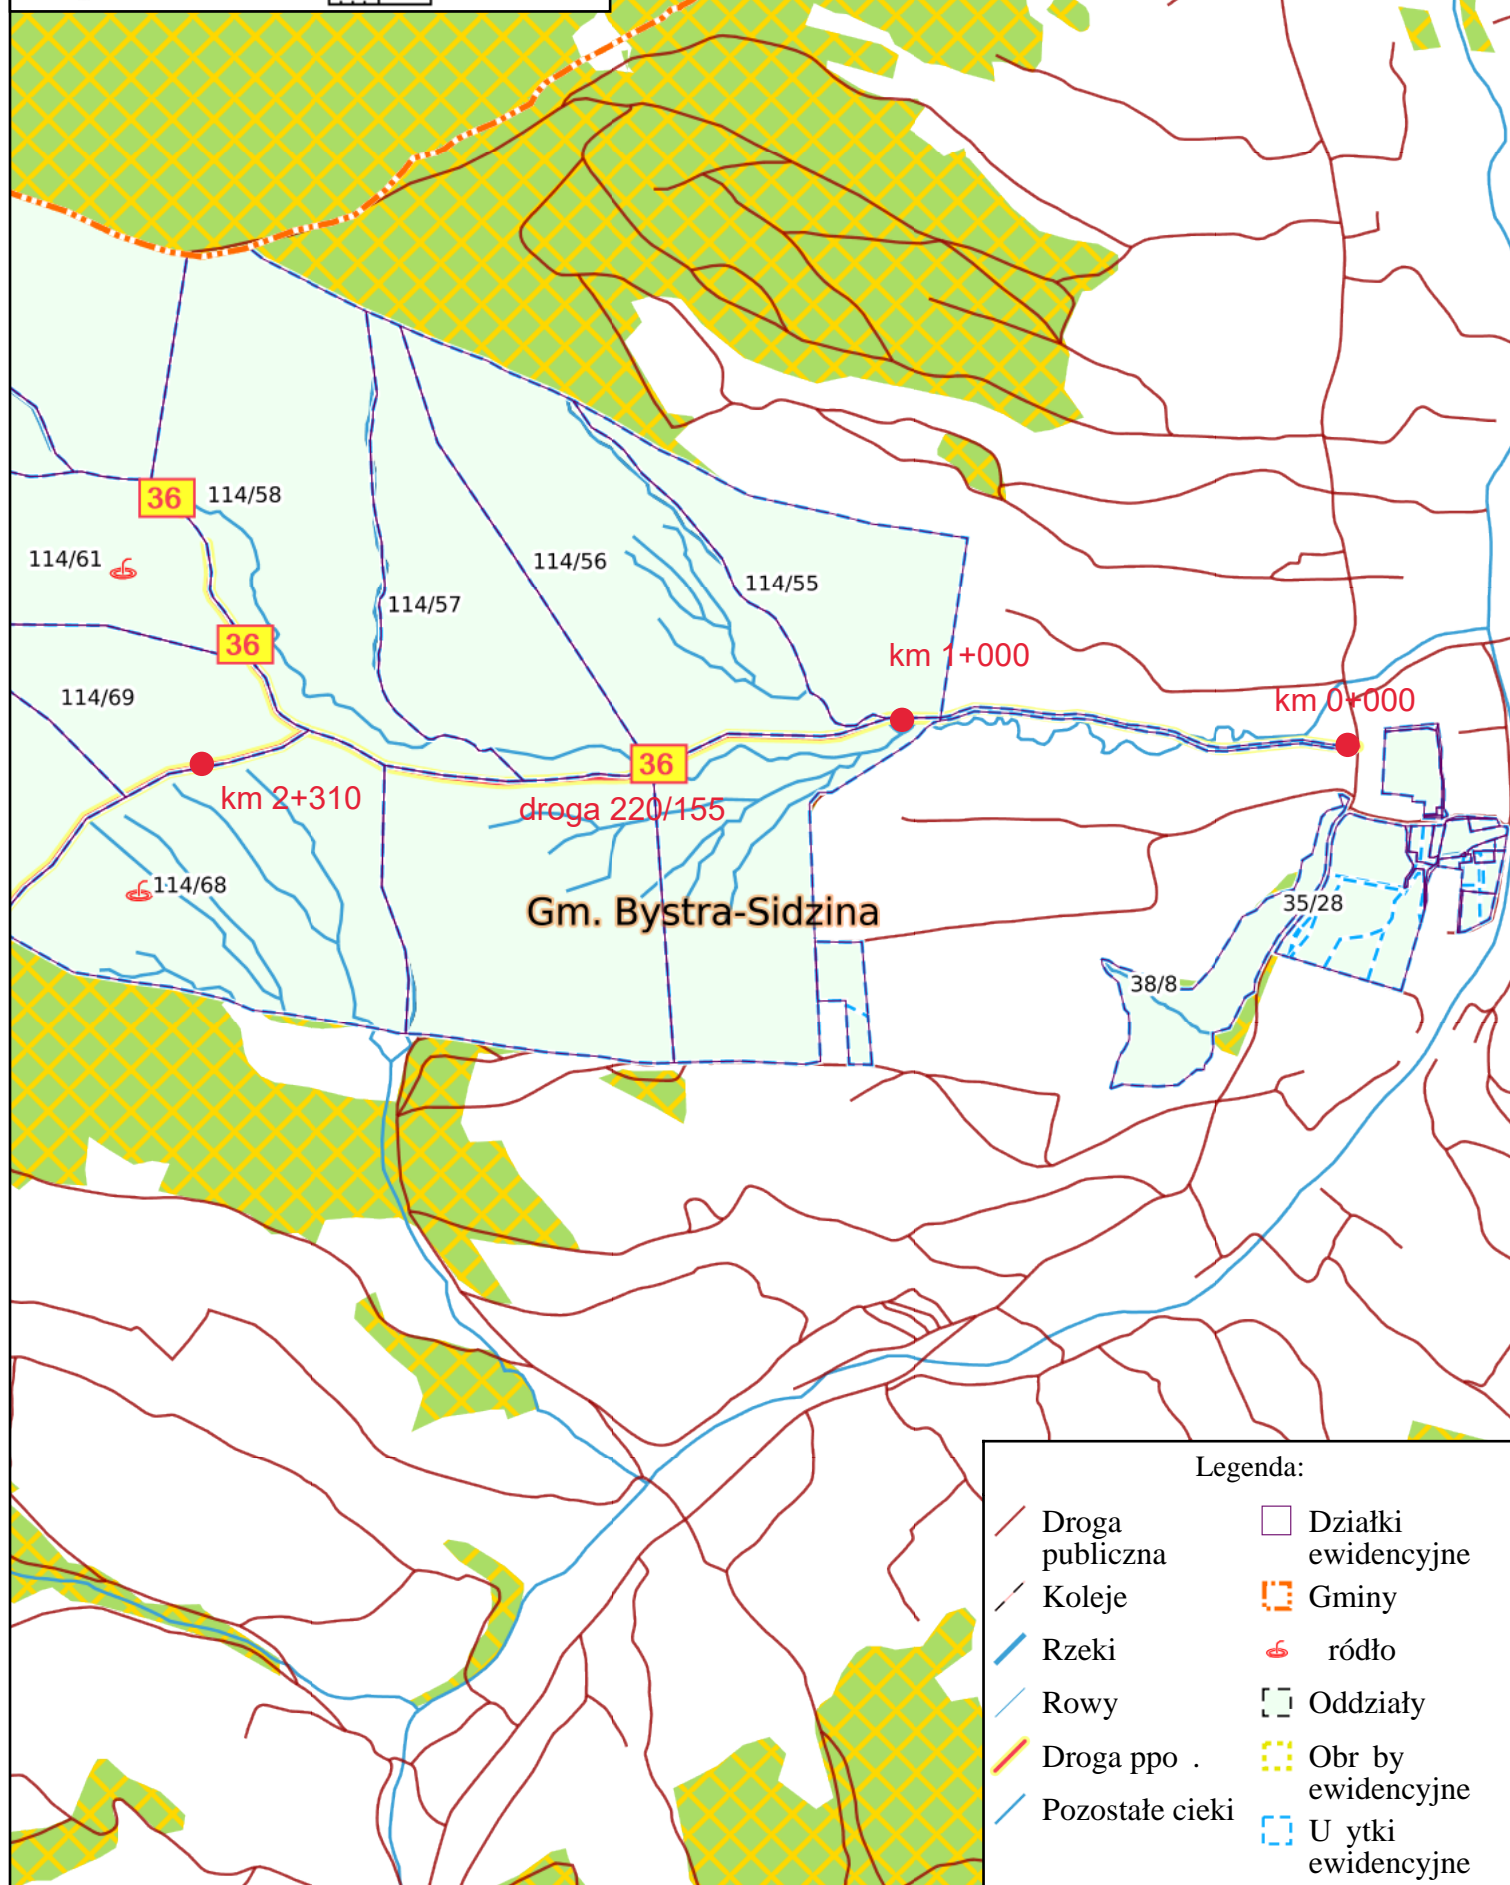 36
114/58
114/61
114/56
114/55
114/57
36
km 1+000
114/69
km 0+000
36
km 2+310
droga 220/155
114/68
Gm. Bystra-Sidzina
35/28
38/8
Legenda:
Droga
publiczna
Koleje
Rzeki
Rowy
Droga ppo .
Pozostałe cieki
Działki
ewidencyjne
Gminy
ródło
Oddziały
Obr by
ewidencyjne
U ytki
ewidencyjne